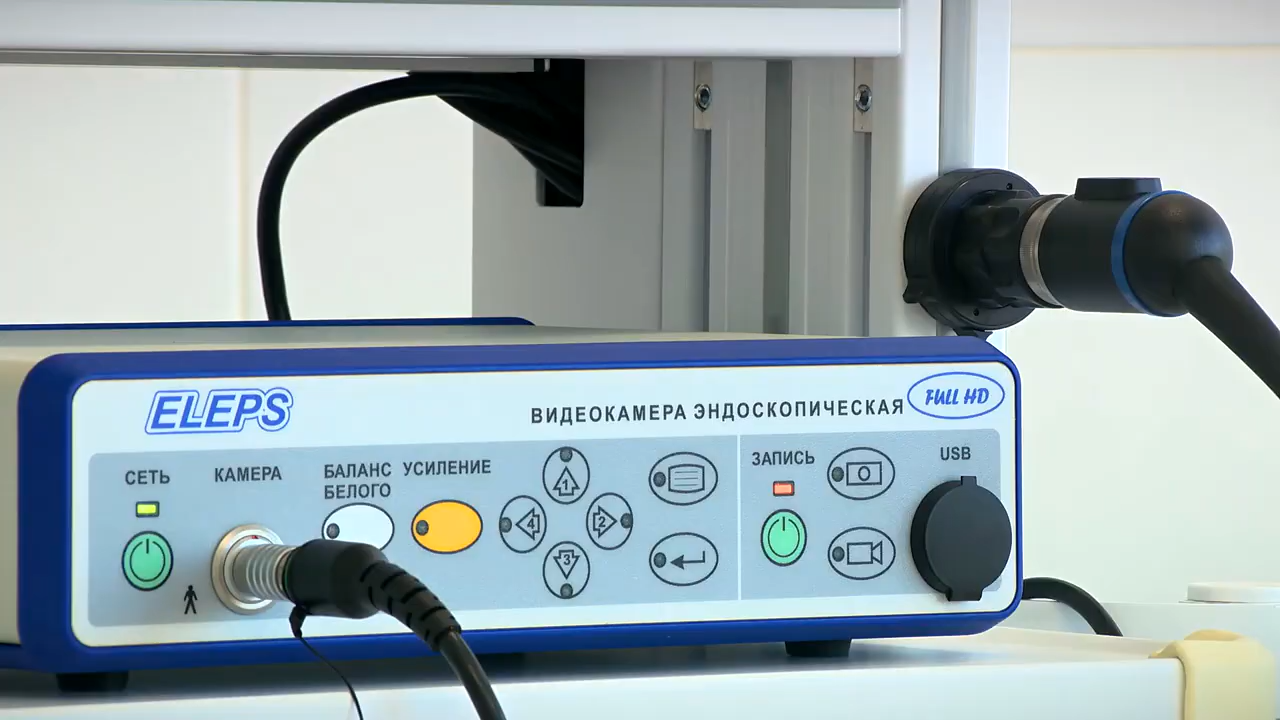 ELEPS
ВИДЕОКАМЕРА ЭНДОСКОПИЧЕСКАЯ
FULL HD
СЕТЬ
КАМЕРА
БАЛАНС
БЕЛОГО
УСИЛЕНИЕ
1
4
2
3
ЗАПИСЬ
USB